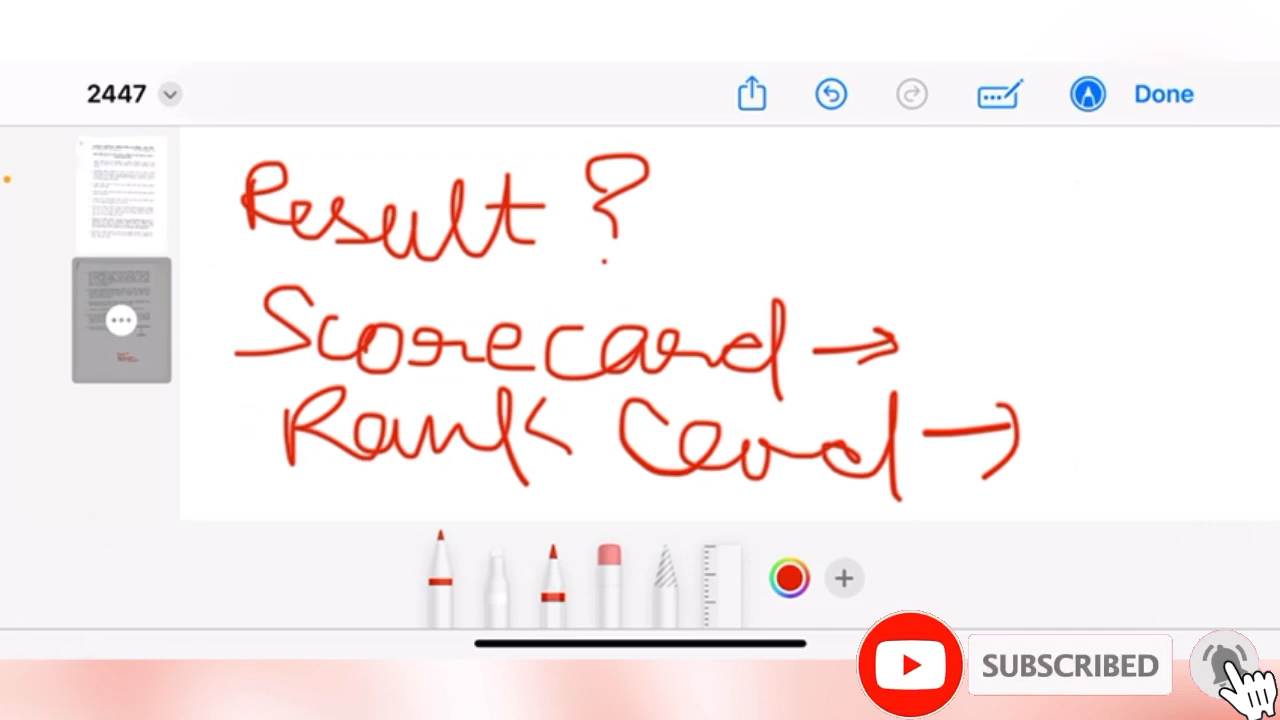 2447
Done
Result ?
Scorecard →
Rank Card →
SUBSCRIBED